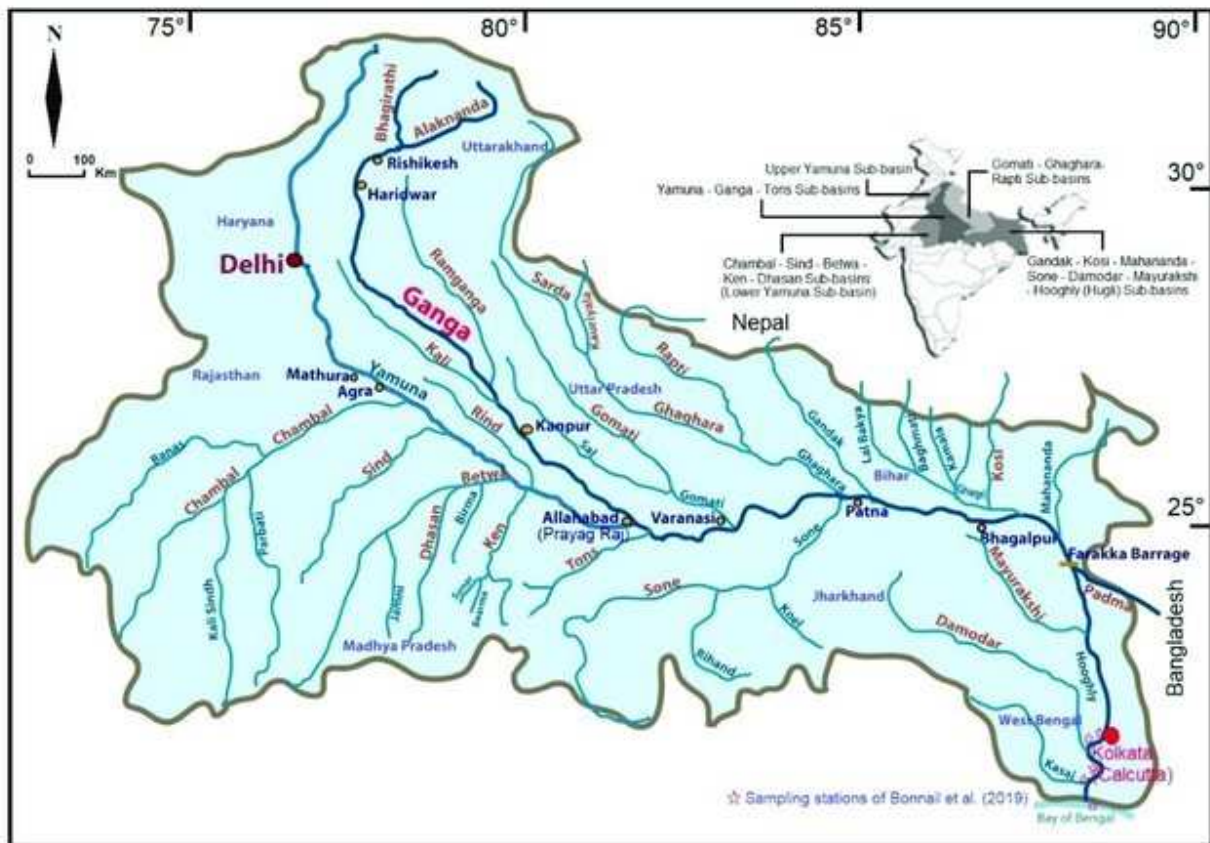 75°
80°
85°
90°
N
0 100
Km
Bhagirathi
Alaknanda
Uttarakhand
Rishikesh
Haridwar
30°
Upper Yamuna Sub-basin
Gomati - Ghaghara-
Rapti Sub-basins
Yamuna - Ganga - Tons Sub-basins
Chambal - Sind - Betwa -
Ken - Dhasan Sub-basins
(Lower Yamuna Sub-basin)
Gandak - Kosi - Mahananda -
Sone - Damodar - Mayurakshi
- Hooghly (Hugli) Sub-basins
Haryana
Delhi
Ramganga
Sarda
Ganga
Kali
Nepal
Rapti
Rajasthan
Mathura
Agra
Yamuna
Uttar Pradesh
Chambal
Rind
Kanpur
Gomati
Ghaghara
Gandak
Lal Bakya
Baghmati
Kamala
Kosi
Mahananda
Banas
Chambal
Sind
Betwa
Sai
Ghaghara
Bihar
Parbati
Dhasan
Birma
Ken
Gomati
25°
Allahabad
(Prayag Raj)
Varanasi
Patna
Bhagalpur
Farakka Barrage
Tons
Sone
Sone
Mayurakshi
Padma
Kali Sindh
Jamni
Madhya Pradesh
Koel
Rihand
Jharkhand
Damodar
Hooghly
Bangladesh
West Bengal
Kasai
Kolkata
(Calcutta)
☆ Sampling stations of Bonnail et al. (2019)
Bay of Bengal